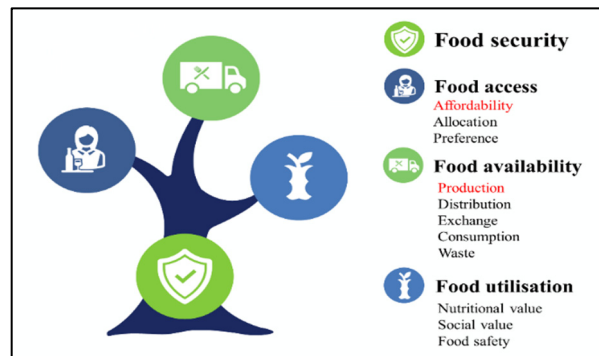 Food security
Food access
Affordability
Allocation
Preference
Food availability
Production
Distribution
Exchange
Consumption
Waste
Food utilisation
Nutritional value
Social value
Food safety